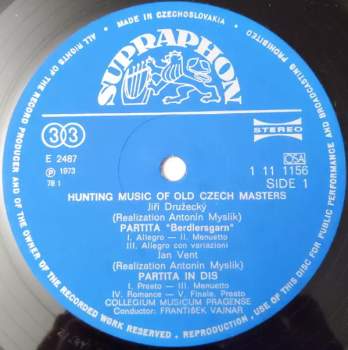 MADE IN CZECHOSLOVAKIA
ALL RIGHTS OF THE RECORD PRODUCER AND OF THE OWNER OF THE RECORDED WORK RESERVED . REPRODUCTION , USE OF THIS DISC FOR PUBLIC PERFORMANCE AND BROADCASTING PROHIBITED
SUPRAPHON
33
STEREO
E 2487
℗ 1973
78 1
OSA
1 11 1156
SIDE 1
HUNTING MUSIC OF OLD CZECH MASTERS
Jiří Družecký
(Realization Antonín Myslík)
PARTITA "Berdlersgarn"
I. Allegro — II. Menuetto
III. Allegro con variazioni
Jan Vent
(Realization Antonín Myslík)
PARTITA IN DIS
I. Presto — II. Menuetto
IV. Romance — V. Finale. Presto
COLLEGIUM MUSICUM PRAGENSE
Conductor: FRANTIŠEK VAJNAR